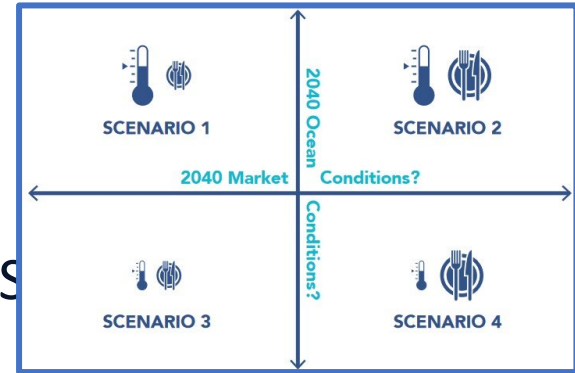 SCENARIO 1
SCENARIO 2
2040 Ocean
Conditions?
2040 Market Conditions?
SCENARIO 3
SCENARIO 4
S